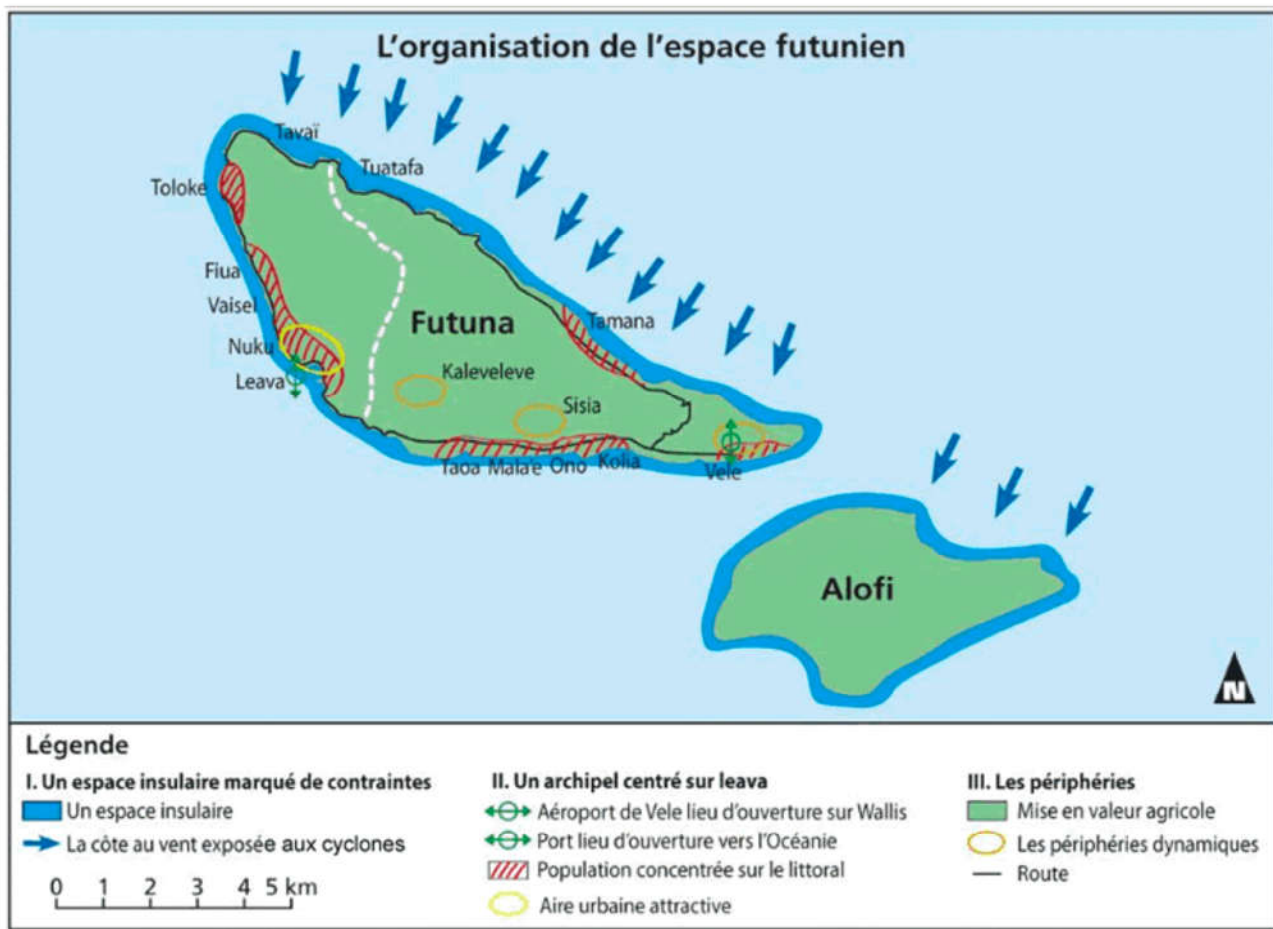 L'organisation de l'espace futunien
Tavaï
Tuatafa
Toloke
Fiua
Vaisel
Nuku
Leava
Futuna
Tamana
Kaleveleve
Sisia
Taoa Mala'e Ono Kolia
Vele
Alofi
N
Légende
I. Un espace insulaire marqué de contraintes
Un espace insulaire
La côte au vent exposée aux cyclones
0 1 2 3 4 5 km
II. Un archipel centré sur leava
Aéroport de Vele lieu d'ouverture sur Wallis
Port lieu d'ouverture vers l'Océanie
Population concentrée sur le littoral
Aire urbaine attractive
III. Les périphéries
Mise en valeur agricole
Les périphéries dynamiques
Route